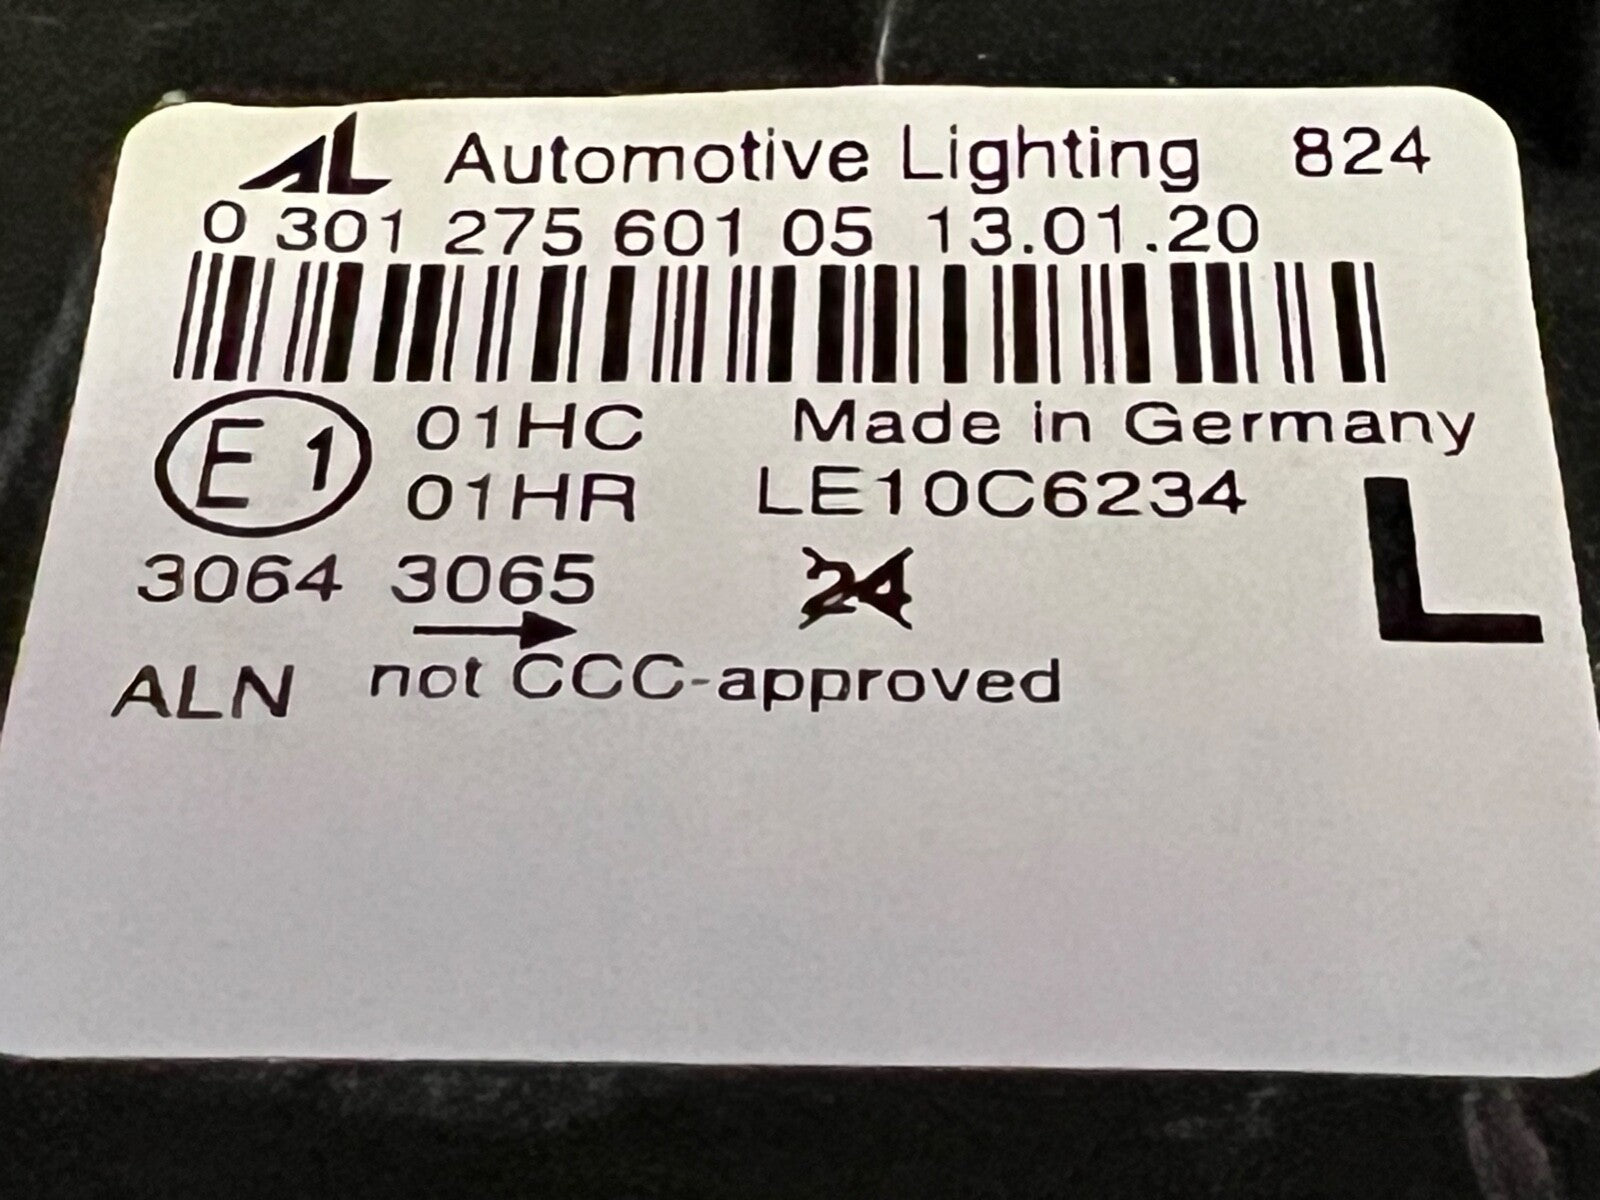 AL Automotive Lighting 824
0 301 275 601 05 13.01.20
E1 01HC Made in Germany
01HR LE10C6234
L
3064 3065 24
ALN not CCC-approved